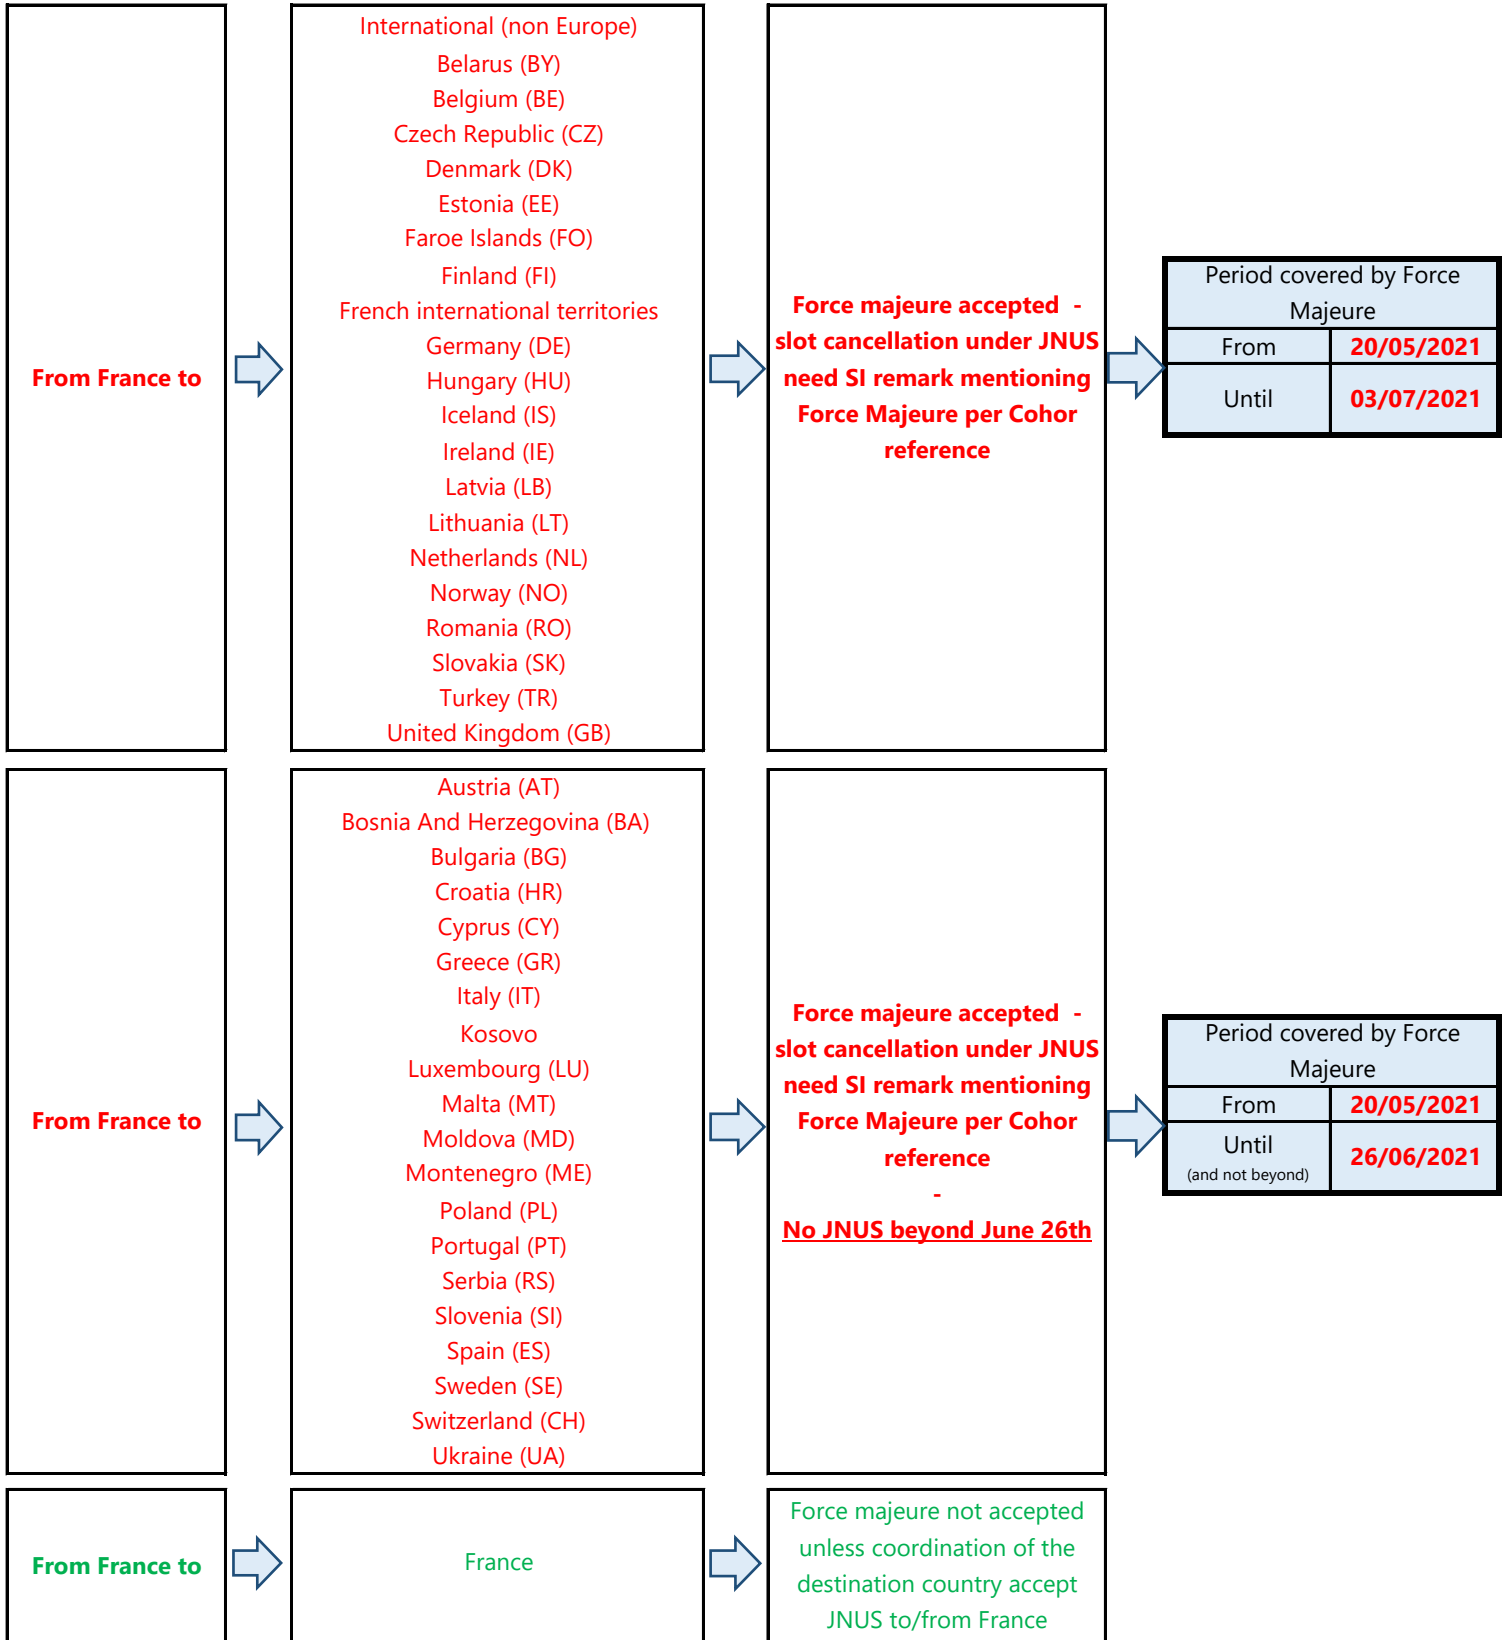 From France to
International (non Europe)
Belarus (BY)
Belgium (BE)
Czech Republic (CZ)
Denmark (DK)
Estonia (EE)
Faroe Islands (FO)
Finland (FI)
French international territories
Germany (DE)
Hungary (HU)
Iceland (IS)
Ireland (IE)
Latvia (LB)
Lithuania (LT)
Netherlands (NL)
Norway (NO)
Romania (RO)
Slovakia (SK)
Turkey (TR)
United Kingdom (GB)
Force majeure accepted -
slot cancellation under JNUS
need SI remark mentioning
Force Majeure per Cohor
reference
Period covered by Force
Majeure
From 20/05/2021
Until 03/07/2021
From France to
Austria (AT)
Bosnia And Herzegovina (BA)
Bulgaria (BG)
Croatia (HR)
Cyprus (CY)
Greece (GR)
Italy (IT)
Kosovo
Luxembourg (LU)
Malta (MT)
Moldova (MD)
Montenegro (ME)
Poland (PL)
Portugal (PT)
Serbia (RS)
Slovenia (SI)
Spain (ES)
Sweden (SE)
Switzerland (CH)
Ukraine (UA)
Force majeure accepted -
slot cancellation under JNUS
need SI remark mentioning
Force Majeure per Cohor
reference
-
No JNUS beyond June 26th
Period covered by Force
Majeure
From 20/05/2021
Until 26/06/2021
(and not beyond)
From France to
France
Force majeure not accepted
unless coordination of the
destination country accept
JNUS to/from France